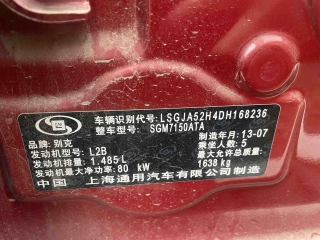 车辆识别代号: LSGJA52H4DH168236
整车型号: SGM7150ATA
制造年月: 13-07
品牌: 别克
乘坐人数: 5
发动机型号: L2B
最大允许总质量:
发动机排量: 1.485 L
1638 kg
发动机最大净功率: 80 kW
中国 上海通用汽车有限公司制造